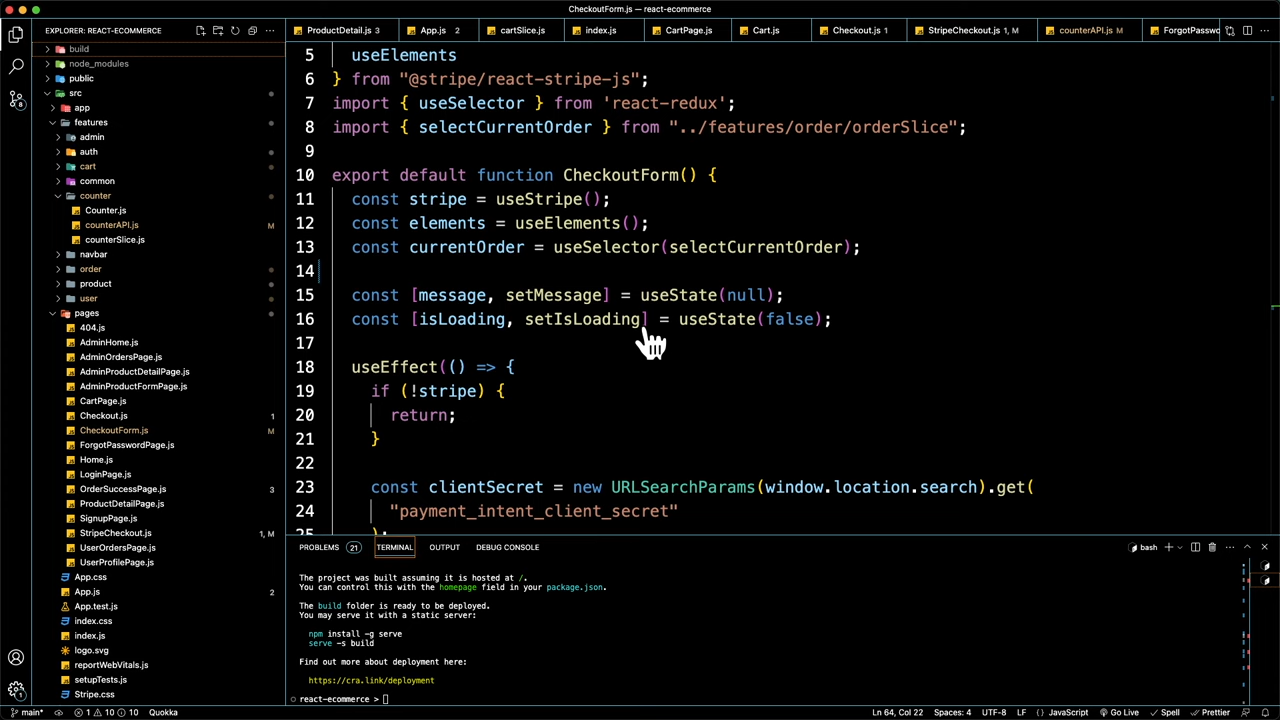 CheckoutForm.js — react-ecommerce
EXPLORER: REACT-ECOMMERCE
build
node_modules
public
src
app
features
admin
auth
cart
common
counter
Counter.js
counterAPI.js M
counterSlice.js
navbar
order
product
user
pages
404.js
AdminHome.js
AdminOrdersPage.js
AdminProductDetailPage.js
AdminProductFormPage.js
CartPage.js
Checkout.js 1
CheckoutForm.js M
ForgotPasswordPage.js
Home.js
LoginPage.js
OrderSuccessPage.js 3
ProductDetailPage.js
SignupPage.js
StripeCheckout.js 1, M
UserOrdersPage.js
UserProfilePage.js
App.css
App.js 2
App.test.js
index.css
index.js
logo.svg
reportWebVitals.js
setupTests.js
Stripe.css
ProductDetail.js 3 App.js 2 cartSlice.js index.js CartPage.js Cart.js Checkout.js 1 StripeCheckout.js 1, M counterAPI.js M ForgotPasswo
5 useElements
6 } from "@stripe/react-stripe-js";
7 import { useSelector } from 'react-redux';
8 import { selectCurrentOrder } from "../features/order/orderSlice";
9
10 export default function CheckoutForm() {
11 const stripe = useStripe();
12 const elements = useElements();
13 const currentOrder = useSelector(selectCurrentOrder);
14
15 const [message, setMessage] = useState(null);
16 const [isLoading, setIsLoading] = useState(false);
17
18 useEffect(() => {
19 if (!stripe) {
20 return;
21 }
22
23 const clientSecret = new URLSearchParams(window.location.search).get(
24 "payment_intent_client_secret"
25 );
PROBLEMS 21 TERMINAL OUTPUT DEBUG CONSOLE bash
The project was built assuming it is hosted at /.
You can control this with the homepage field in your package.json.
The build folder is ready to be deployed.
You may serve it with a static server:
npm install -g serve
serve -s build
Find out more about deployment here:
https://cra.link/deployment
react-ecommerce >
8
1
main* 1 10 10 Quokka Ln 64, Col 22 Spaces: 4 UTF-8 LF { } JavaScript Go Live Spell Prettier